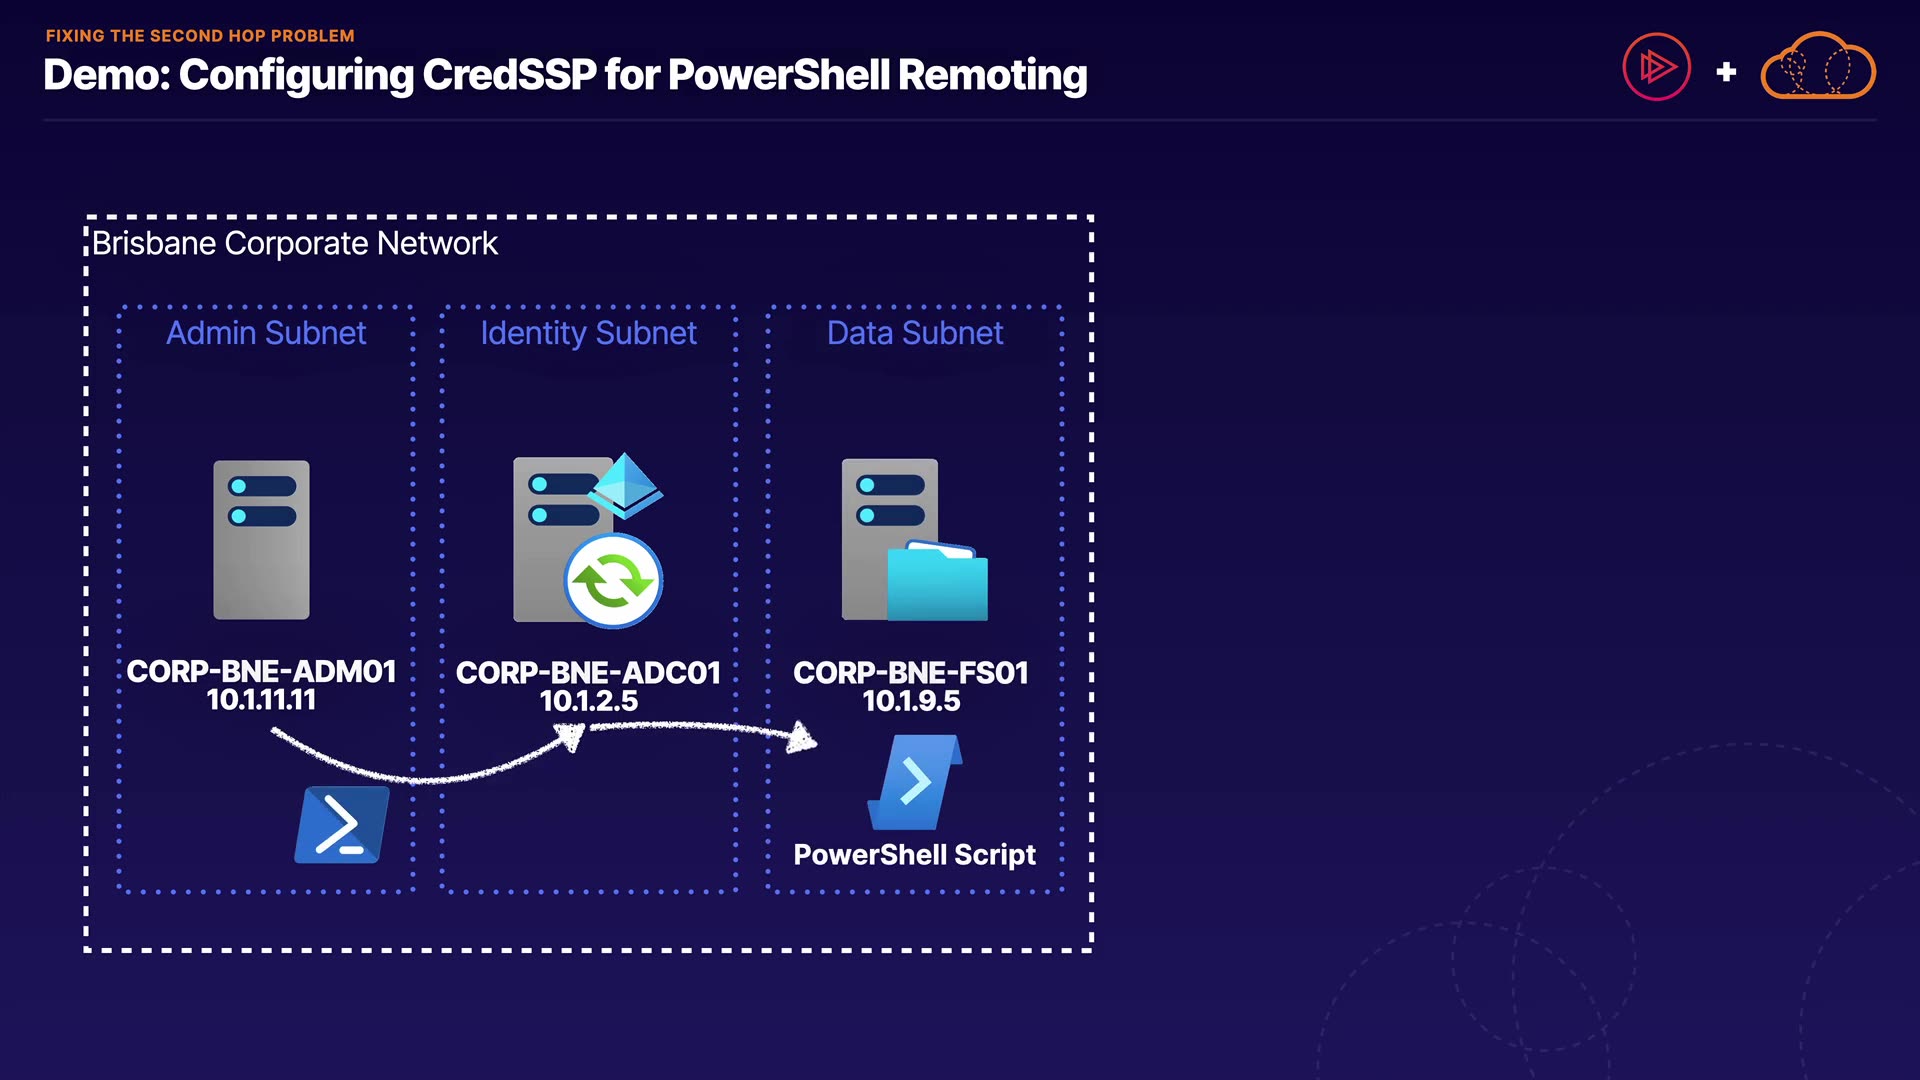 FIXING THE SECOND HOP PROBLEM
Demo: Configuring CredSSP for PowerShell Remoting
Brisbane Corporate Network
Admin Subnet
Identity Subnet
Data Subnet
CORP-BNE-ADM01
10.1.11.11
CORP-BNE-ADC01
10.1.2.5
CORP-BNE-FS01
10.1.9.5
PowerShell Script